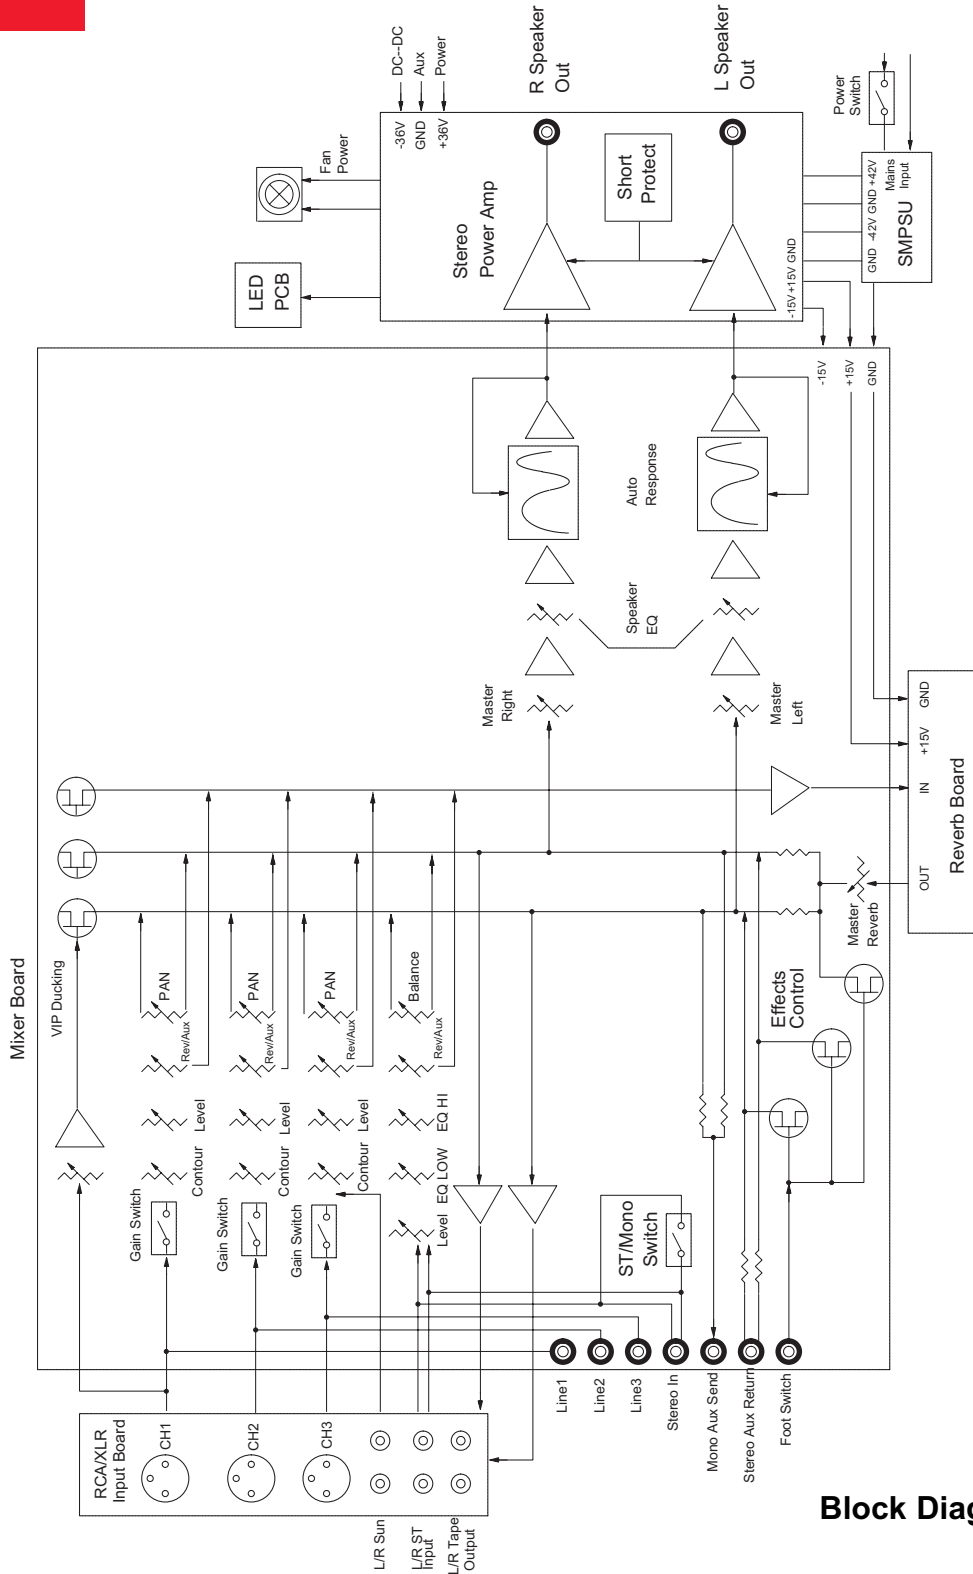 Mixer Board
RCA/XLR
Input Board
CH1
CH2
CH3
L/R Sun
L/R ST
Input
L/R Tape
Output
VIP Ducking
Gain Switch
Contour
Level
Rev/Aux
PAN
Gain Switch
Contour
Level
Rev/Aux
PAN
Gain Switch
Contour
Level
Rev/Aux
PAN
Level
EQ LOW
EQ HI
Rev/Aux
Balance
ST/Mono
Switch
Line1
Line2
Line3
Stereo In
Mono Aux Send
Stereo Aux Return
Foot Switch
Effects
Control
Master
Reverb
Master
Right
Master
Left
Speaker
EQ
Auto
Response
LED
PCB
Fan
Power
-36V
GND
+36V
DC--DC
Aux
Power
Stereo
Power Amp
Short
Protect
R Speaker
Out
L Speaker
Out
-15V
+15V
GND
-15V
+15V
GND
GND
-42V
GND
+42V
Mains
Input
SMPSU
Power
Switch
OUT
IN
+15V
GND
Reverb Board
Block Diag